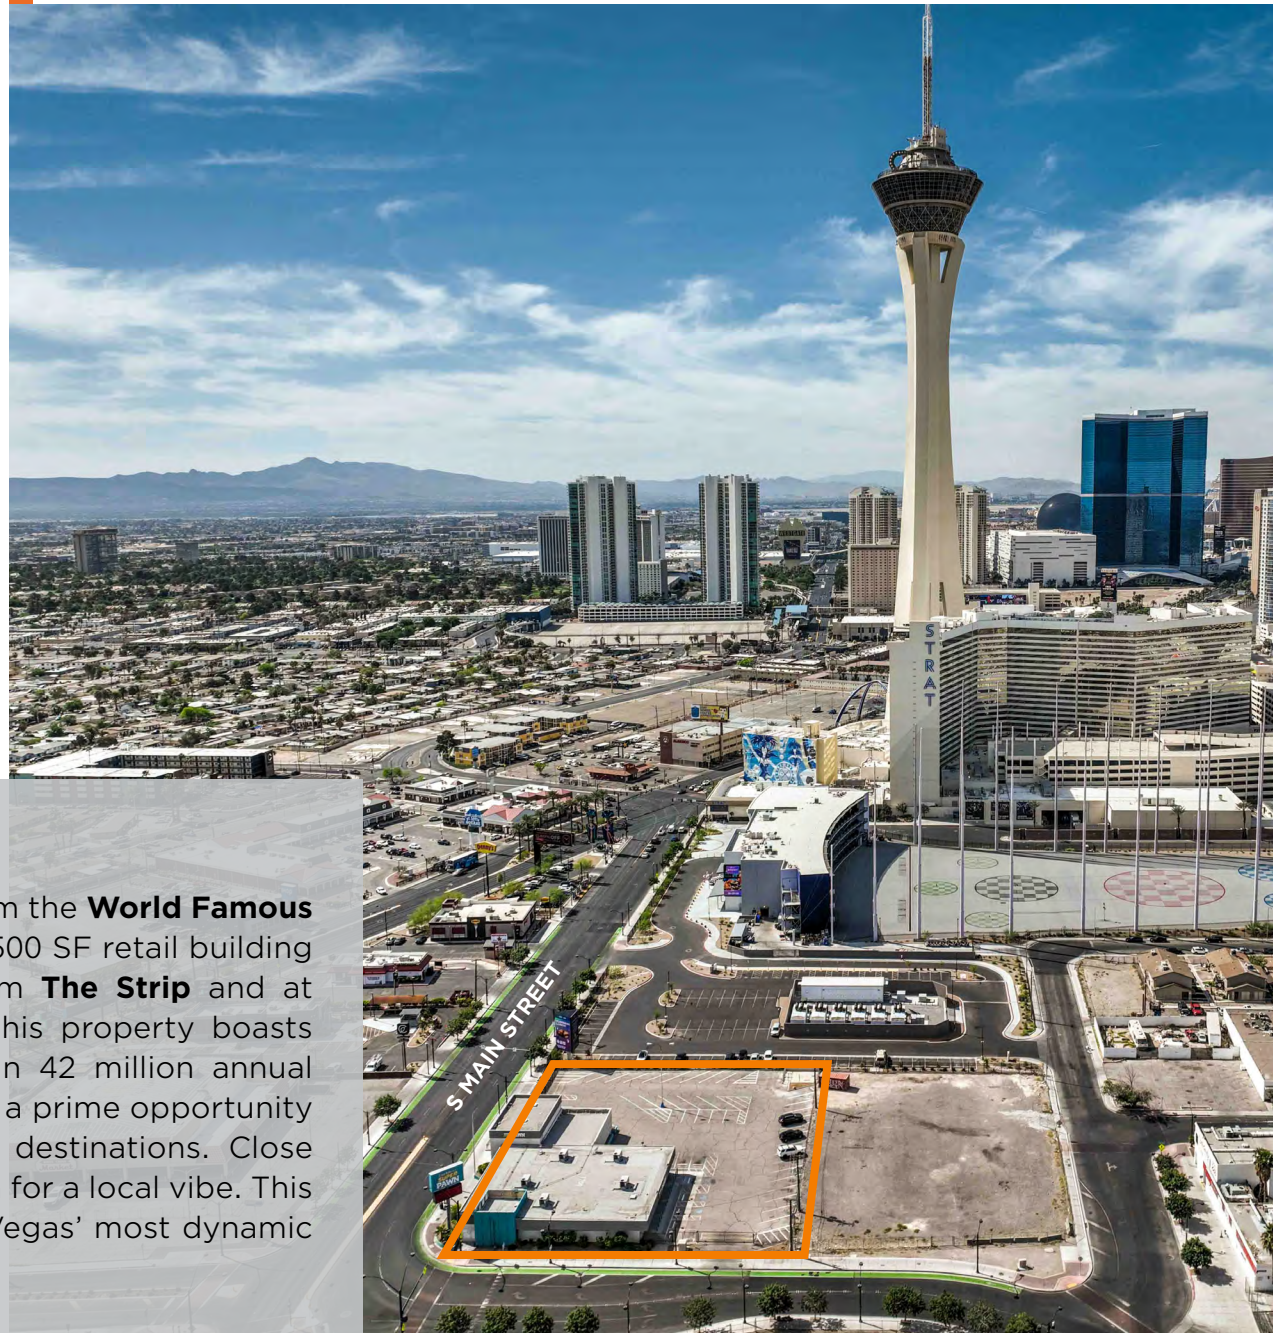 STRAT
m the World Famous
500 SF retail building
m The Strip and at
his property boasts
n 42 million annual
a prime opportunity
destinations. Close
for a local vibe. This
Vegas' most dynamic
S MAIN STREET
PAWN